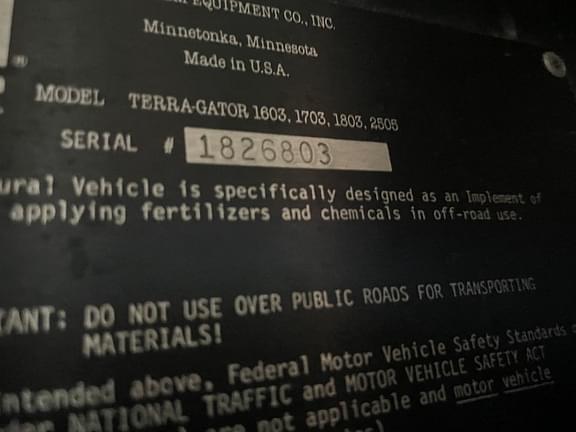 EQUIPMENT CO., INC.
Minnetonka, Minnesota
Made in U.S.A.
®
MODEL TERRA-GATOR 1603, 1703, 1803, 2505
SERIAL # 1826803
ural Vehicle is specifically designed as an Implement of
applying fertilizers and chemicals in off-road use.
TANT: DO NOT USE OVER PUBLIC ROADS FOR TRANSPORTING
MATERIALS!
ntended above, Federal Motor Vehicle Safety Standards
NATIONAL TRAFFIC and MOTOR VEHICLE SAFETY ACT
not applicable and motor vehicle